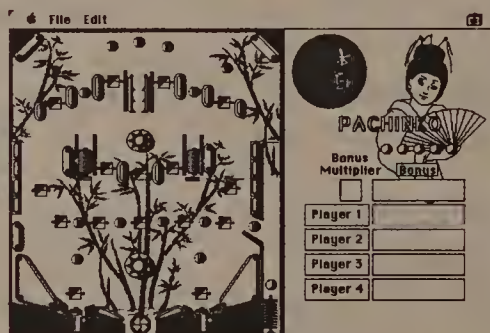 File Edit
PACHINKO
Bonus
Multiplier
Bonus
Player 1
Player 2
Player 3
Player 4